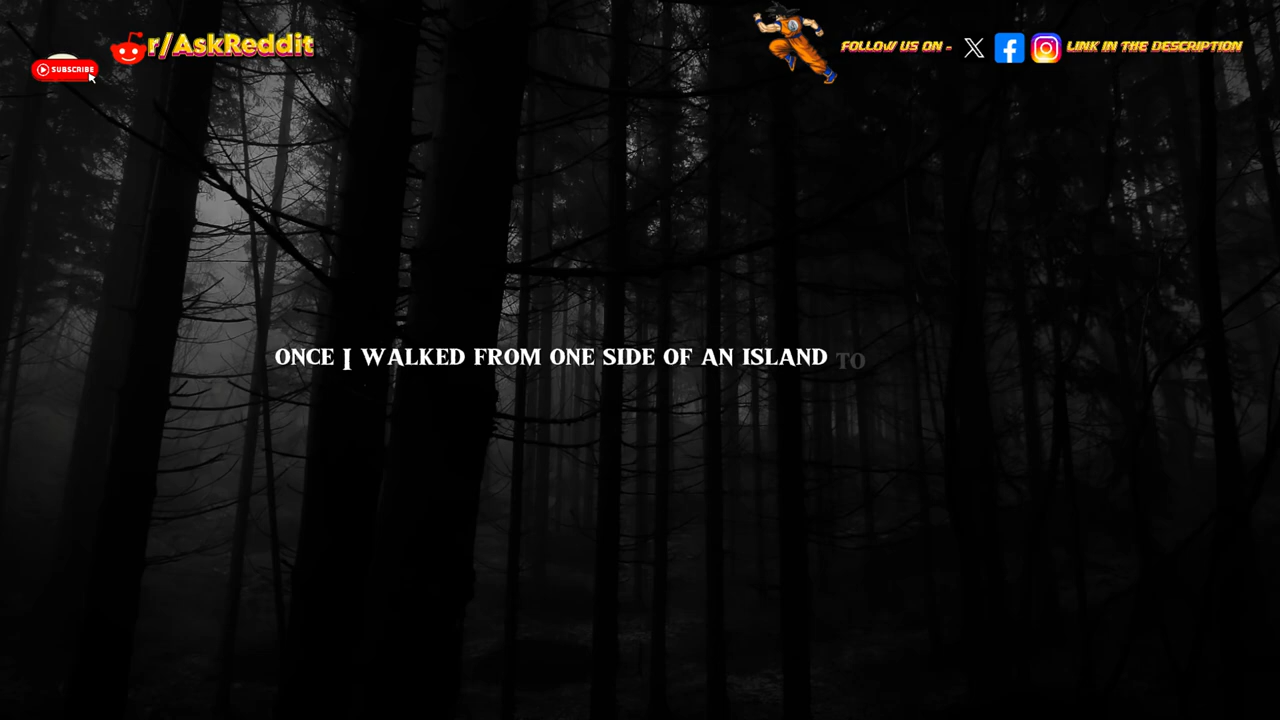 r/AskReddit
SUBSCRIBE
FOLLOW US ON - LINK IN THE DESCRIPTION
ONCE I WALKED FROM ONE SIDE OF AN ISLAND TO